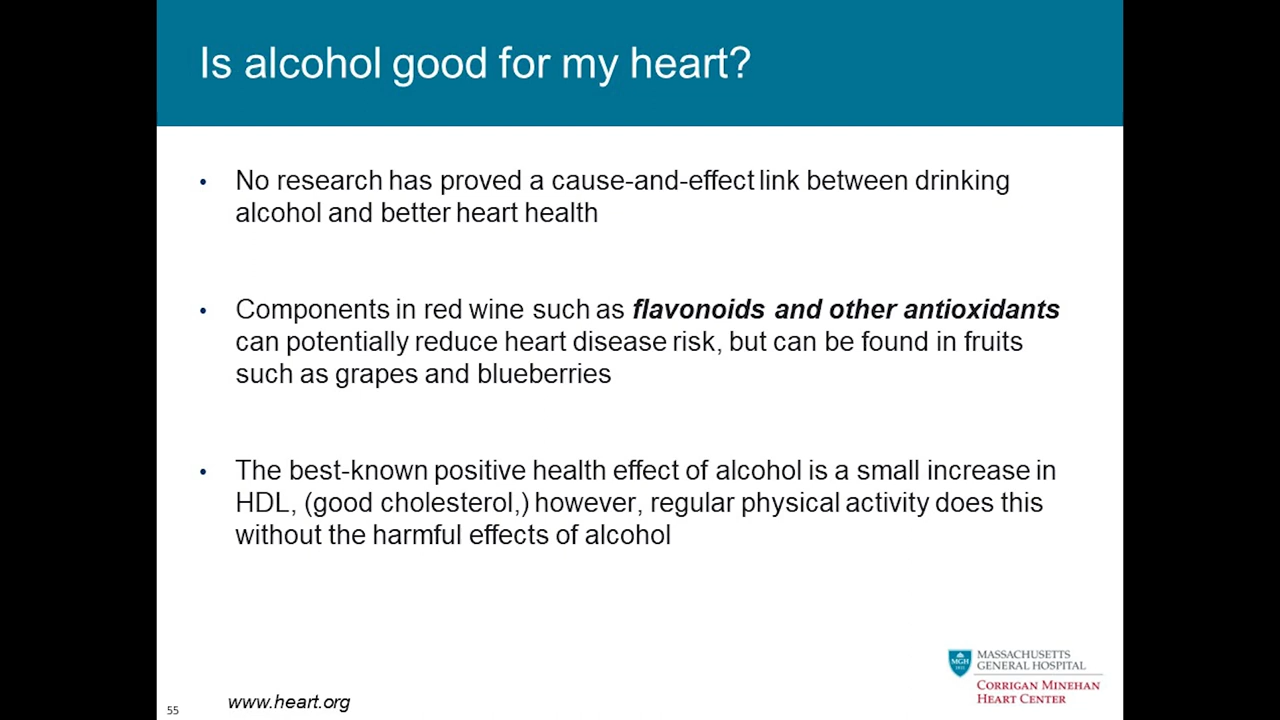 Is alcohol good for my heart?
• No research has proved a cause-and-effect link between drinking
alcohol and better heart health
• Components in red wine such as flavonoids and other antioxidants
can potentially reduce heart disease risk, but can be found in fruits
such as grapes and blueberries
• The best-known positive health effect of alcohol is a small increase in
HDL, (good cholesterol,) however, regular physical activity does this
without the harmful effects of alcohol
MGH
1811
MASSACHUSETTS
GENERAL HOSPITAL
CORRIGAN MINEHAN
HEART CENTER
www.heart.org
55